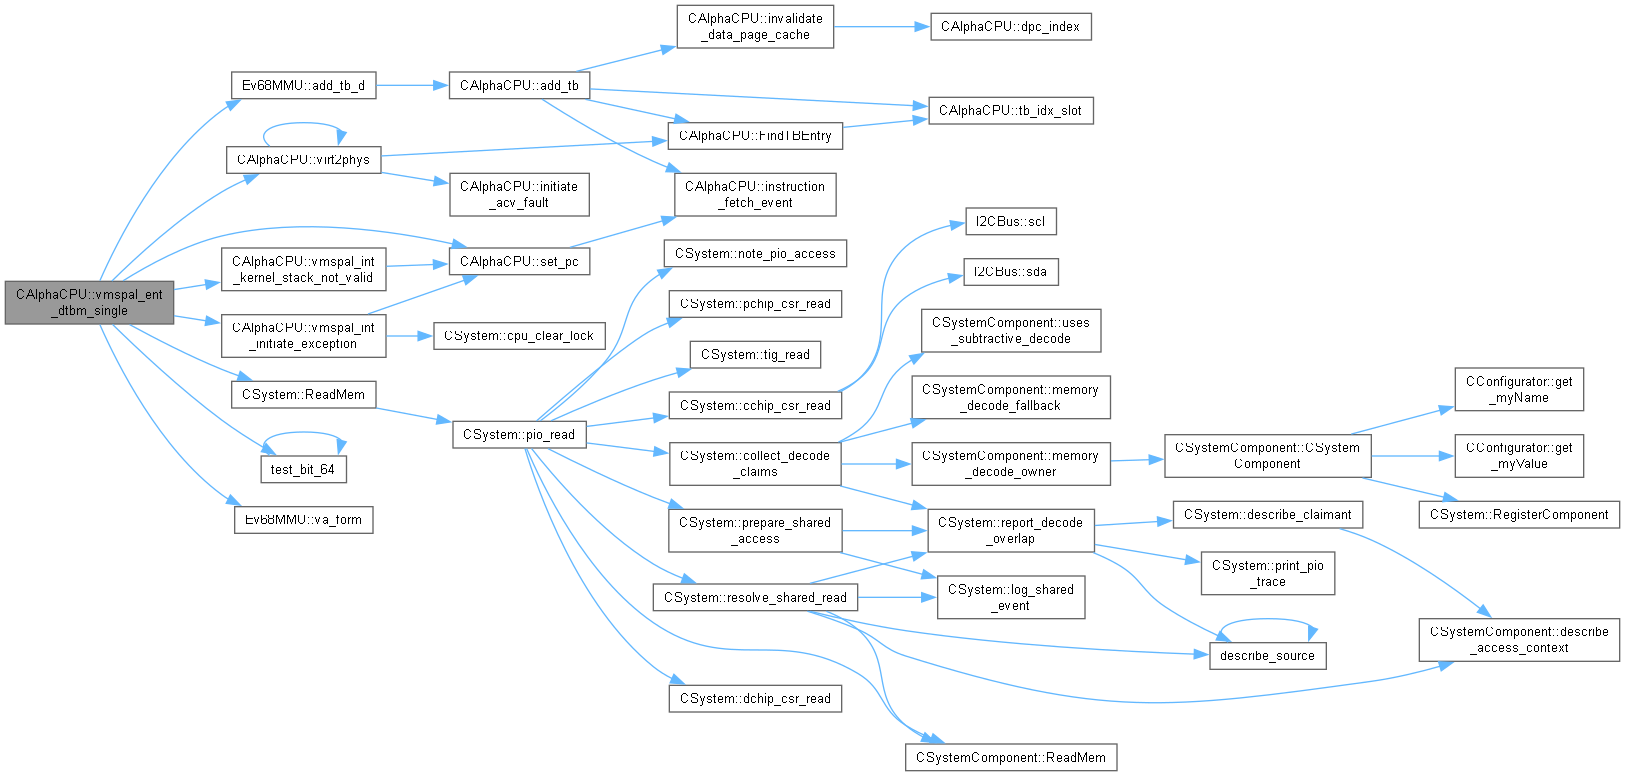 CAlphaCPU::vmspal_ent
_dtbm_single
Ev68MMU::add_tb_d
CAlphaCPU::virt2phys
CAlphaCPU::vmspal_int
_kernel_stack_not_valid
CAlphaCPU::vmspal_int
_initiate_exception
CSystem::ReadMem
test_bit_64
Ev68MMU::va_form
CAlphaCPU::add_tb
CAlphaCPU::initiate
_acv_fault
CAlphaCPU::set_pc
CSystem::cpu_clear_lock
CSystem::pio_read
CAlphaCPU::invalidate
_data_page_cache
CAlphaCPU::FindTBEntry
CAlphaCPU::instruction
_fetch_event
CSystem::note_pio_access
CSystem::pchip_csr_read
CSystem::tig_read
CSystem::cchip_csr_read
CSystem::collect_decode
_claims
CSystem::prepare_shared
_access
CSystem::resolve_shared_read
CSystem::dchip_csr_read
CAlphaCPU::dpc_index
CAlphaCPU::tb_idx_slot
I2CBus::scl
I2CBus::sda
CSystemComponent::uses
_subtractive_decode
CSystemComponent::memory
_decode_fallback
CSystemComponent::memory
_decode_owner
CSystem::report_decode
_overlap
CSystem::log_shared
_event
CSystemComponent::ReadMem
CSystemComponent::CSystem
Component
CSystem::describe_claimant
CSystem::print_pio
_trace
describe_source
CConfigurator::get
_myName
CConfigurator::get
_myValue
CSystem::RegisterComponent
CSystemComponent::describe
_access_context